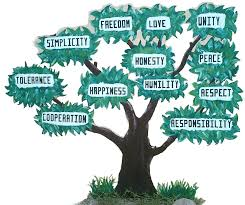 FREEDOM
LOVE
UNITY
SIMPLICITY
HONESTY
PEACE
TOLERANCE
HAPPINESS
HUMILITY
RESPECT
COOPERATION
RESPONSIBILITY